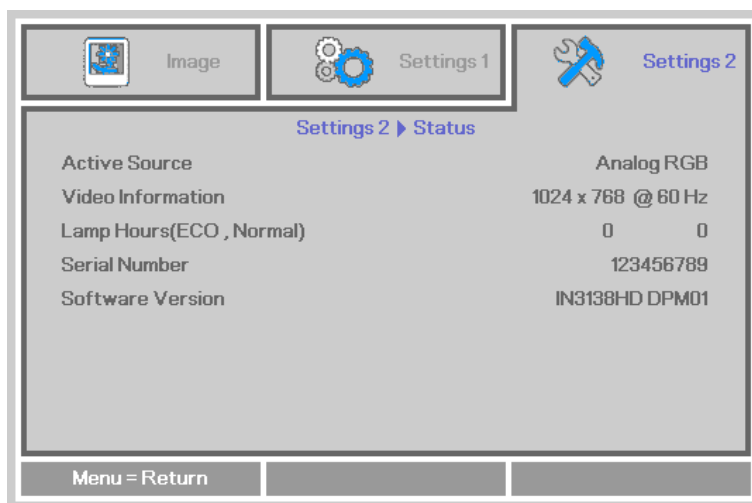 Image
Settings 1
Settings 2
Settings 2 ▶ Status
Active Source Analog RGB
Video Information 1024 x 768 @ 60 Hz
Lamp Hours(ECO , Normal) 0 0
Serial Number 123456789
Software Version IN3138HD DPM01
Menu = Return